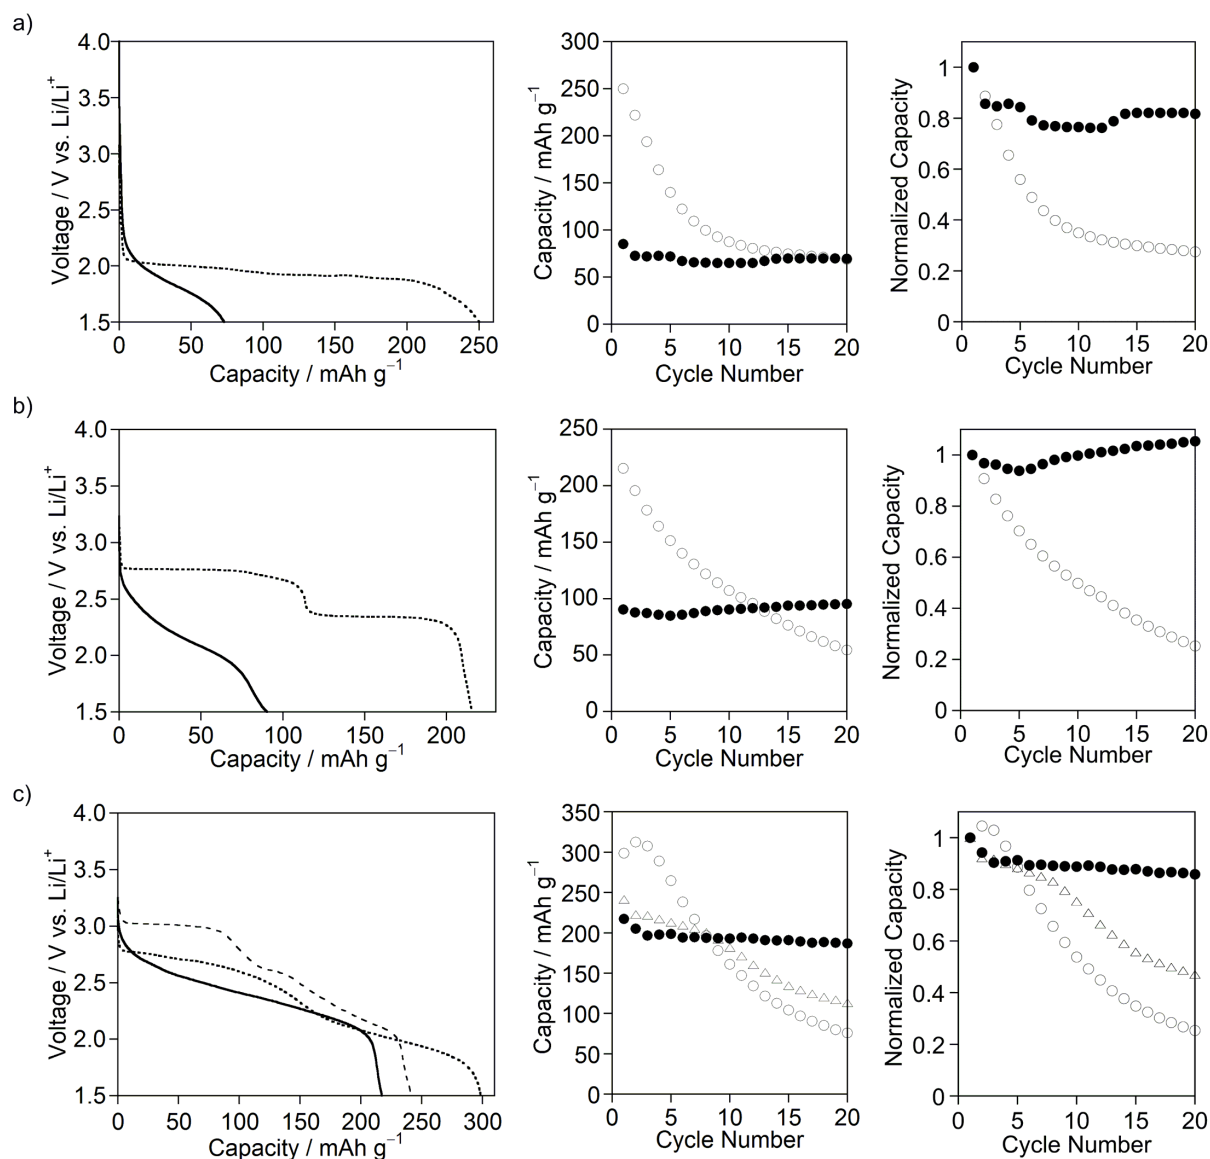 a)
4.0
3.5
3.0
2.5
2.0
1.5
Voltage / V vs. Li/Li⁺
0 50 100 150 200 250
Capacity / mAh g⁻¹
300
250
200
150
100
50
0
Capacity / mAh g⁻¹
0 5 10 15 20
Cycle Number
1
0.8
0.6
0.4
0.2
0
Normalized Capacity
0 5 10 15 20
Cycle Number
b)
4.0
3.5
3.0
2.5
2.0
1.5
Voltage / V vs. Li/Li⁺
0 50 100 150 200
Capacity / mAh g⁻¹
250
200
150
100
50
0
Capacity / mAh g⁻¹
0 5 10 15 20
Cycle Number
1
0.8
0.6
0.4
0.2
0
Normalized Capacity
0 5 10 15 20
Cycle Number
c)
4.0
3.5
3.0
2.5
2.0
1.5
Voltage / V vs. Li/Li⁺
0 50 100 150 200 250 300
Capacity / mAh g⁻¹
350
300
250
200
150
100
50
0
Capacity / mAh g⁻¹
0 5 10 15 20
Cycle Number
1
0.8
0.6
0.4
0.2
0
Normalized Capacity
0 5 10 15 20
Cycle Number